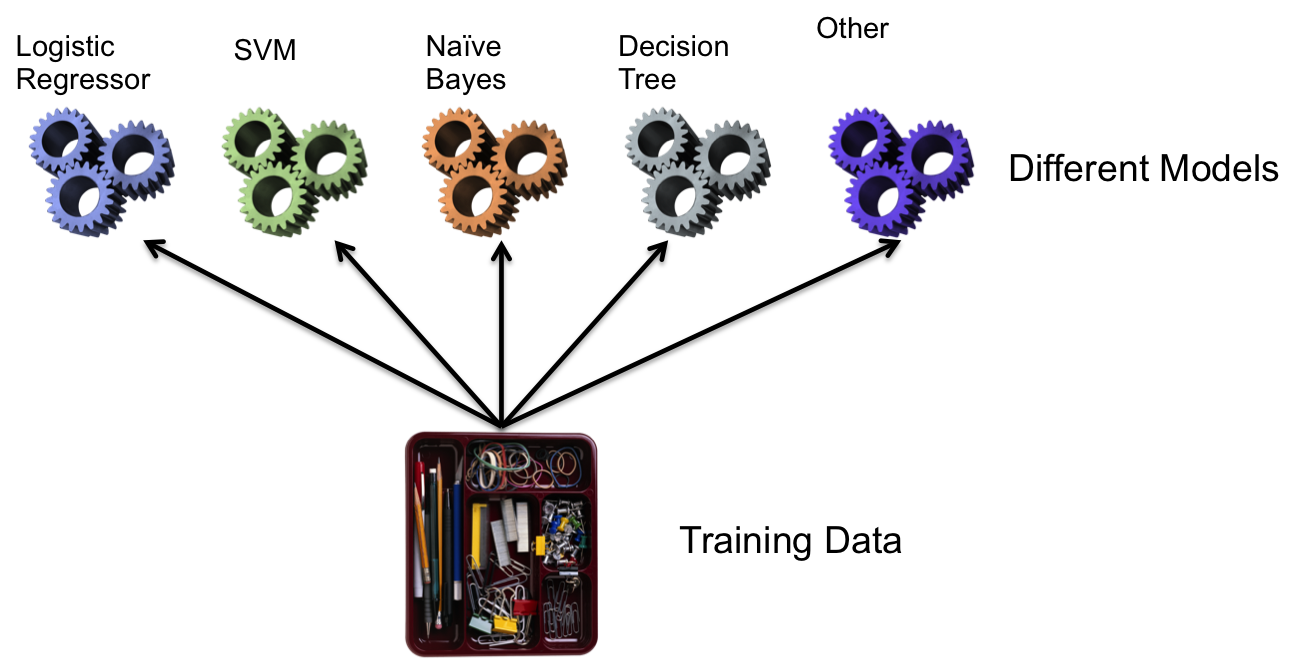 Logistic
Regressor
SVM
Naïve
Bayes
Decision
Tree
Other
Different Models
Training Data